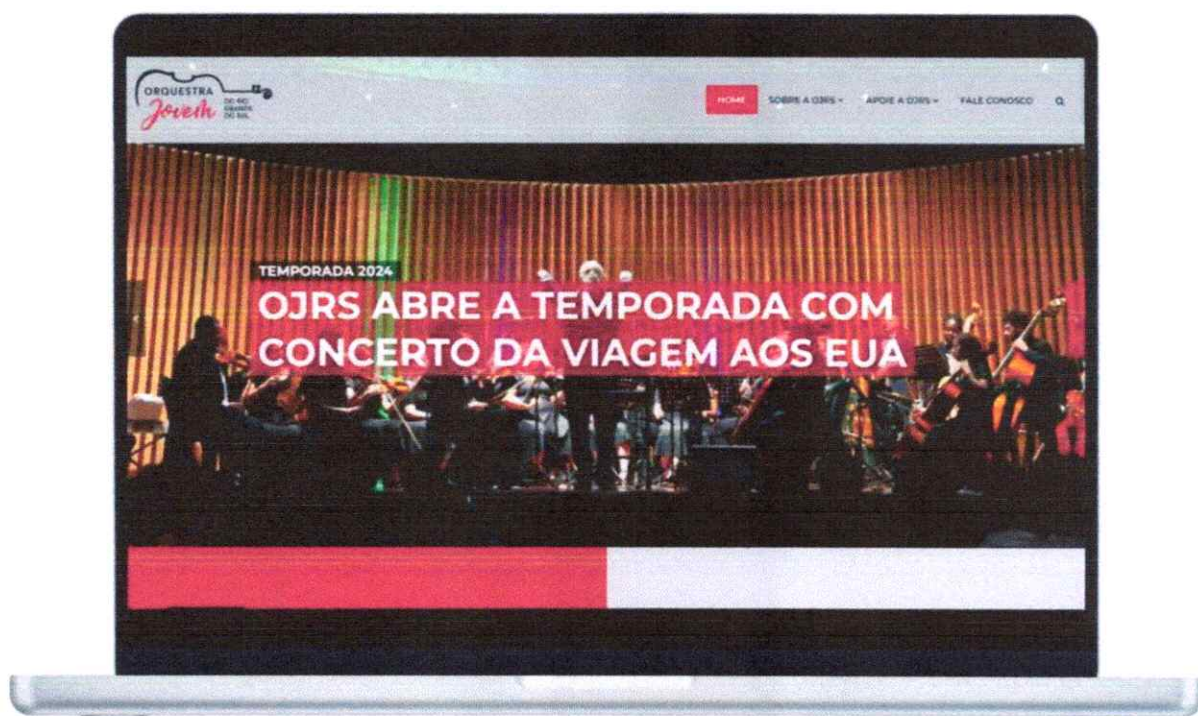 ORQUESTRA
Jovem
DO RIO
GRANDE
DO SUL
HOME SOBRE A OJRS APOIE A OJRS FALE CONOSCO
TEMPORADA 2024
OJRS ABRE A TEMPORADA COM
CONCERTO DA VIAGEM AOS EUA